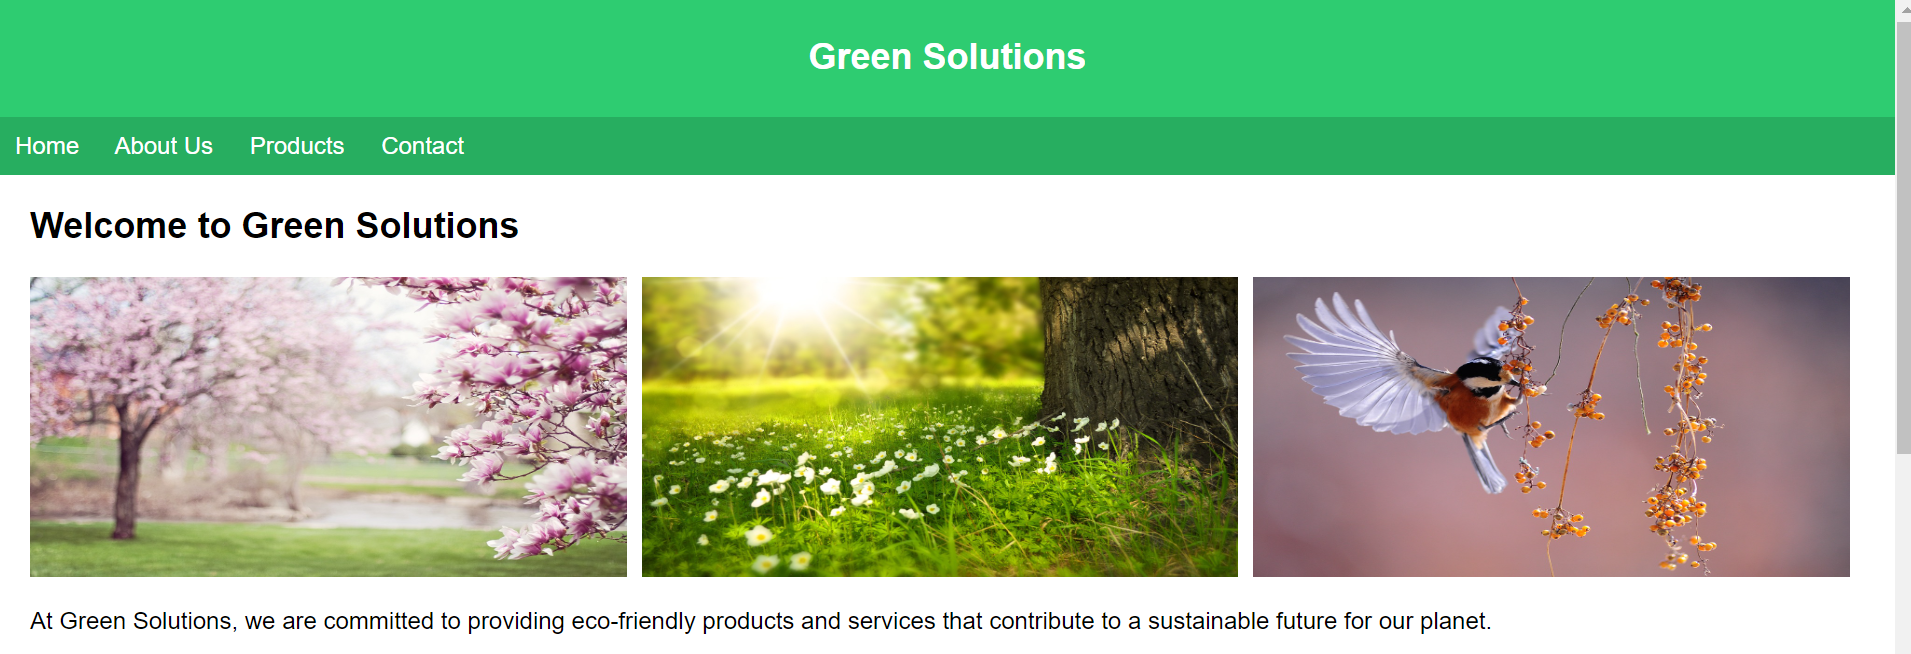 Green Solutions
Home About Us Products Contact
Welcome to Green Solutions
At Green Solutions, we are committed to providing eco-friendly products and services that contribute to a sustainable future for our planet.